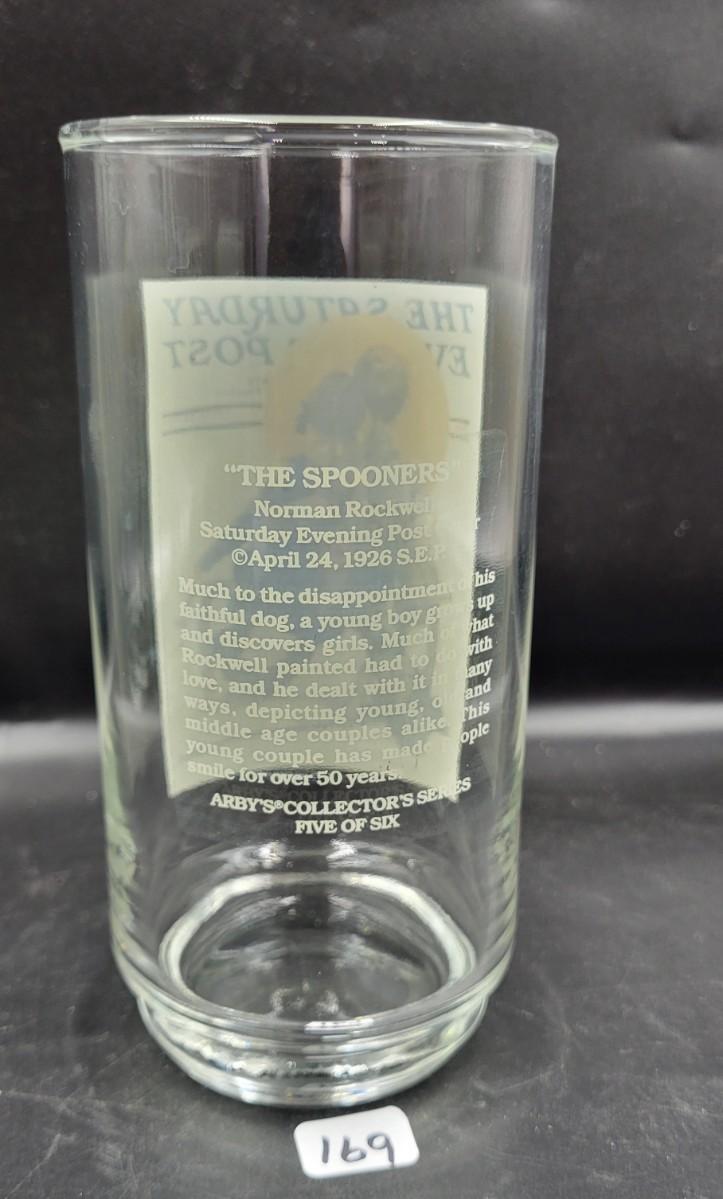 THE SATURDAY
POST
"THE SPOONERS"
Norman Rockwell
Saturday Evening Post
©April 24, 1926 S.E.P.
Much to the disappointment of his
faithful dog, a young boy grows up
and discovers girls. Much of what
Rockwell painted had to do with
love, and he dealt with it in many
ways, depicting young, old and
middle age couples alike. This
young couple has made people
smile for over 50 years.
ARBY'S® COLLECTOR'S SERIES
FIVE OF SIX
169